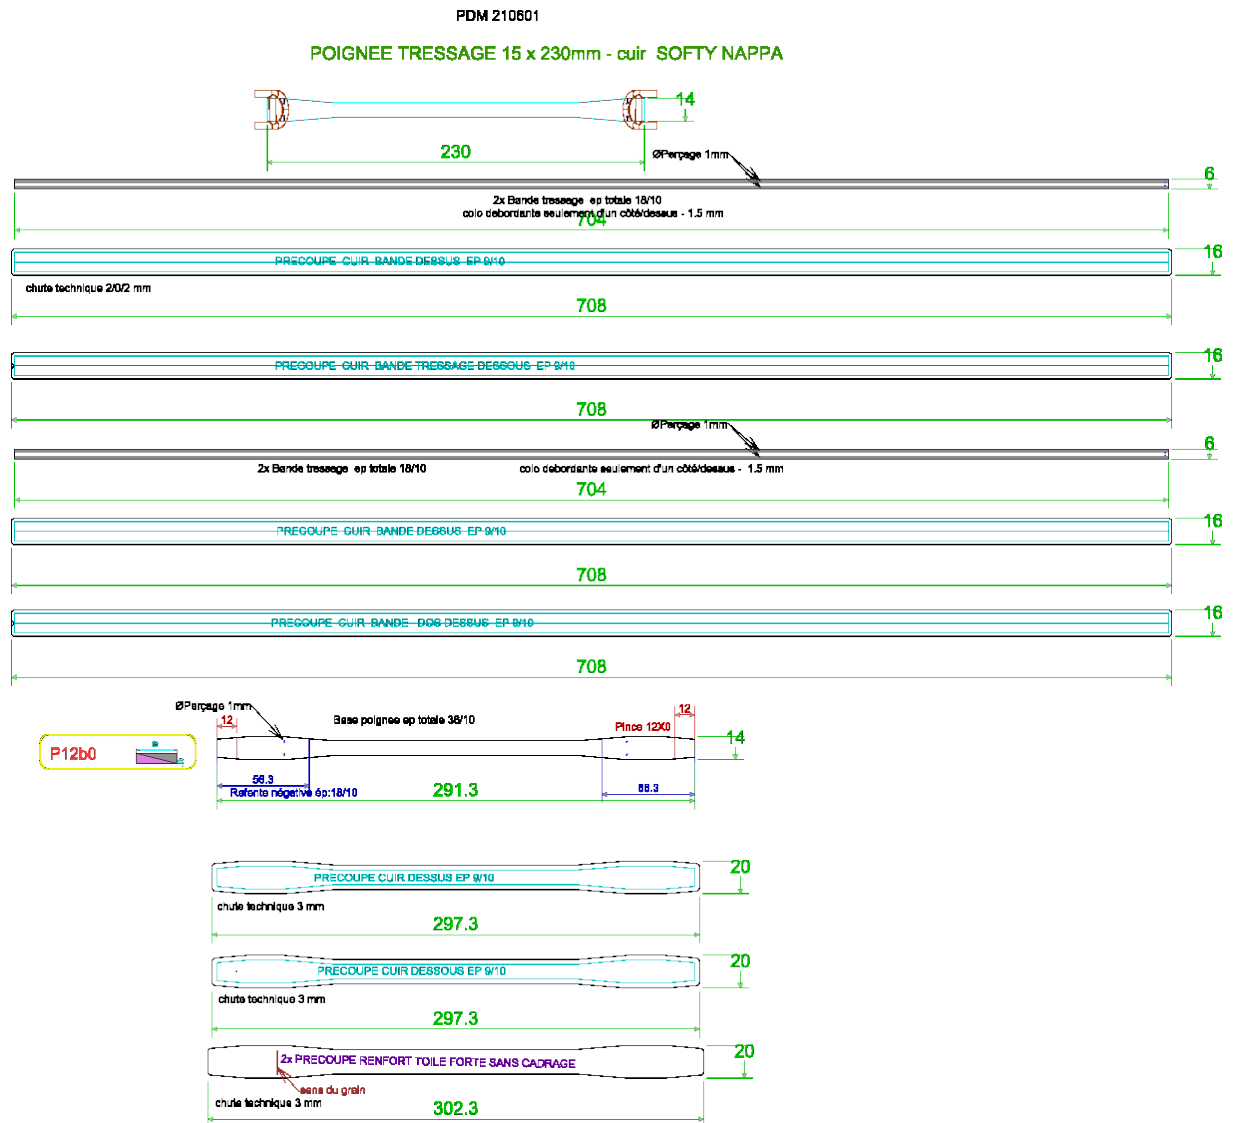 PDM 210601
POIGNEE TRESSAGE 15 x 230mm - cuir SOFTY NAPPA
14
230
ØPerçage 1mm
6
2x Bande tressage ep totale 18/10
colo debordante seulement d'un côté/dessus - 1.5 mm
704
PRECOUPE CUIR BANDE DESSUS EP 9/10
16
chute technique 2/0/2 mm
708
PRECOUPE CUIR BANDE TRESSAGE DESSOUS EP 9/10
16
708
ØPerçage 1mm
6
2x Bande tressage ep totale 18/10 colo debordante seulement d'un côté/dessus - 1.5 mm
704
PRECOUPE CUIR BANDE DESSUS EP 9/10
16
708
PRECOUPE CUIR BANDE DOS DESSUS EP 9/10
16
708
ØPerçage 1mm
12
Base poignee ep totale 38/10
12
Pince 12X0
14
P12b0
56.3
Refente négative ép:18/10
291.3
56.3
PRECOUPE CUIR DESSUS EP 9/10
20
chute technique 3 mm
297.3
PRECOUPE CUIR DESSOUS EP 9/10
20
chute technique 3 mm
297.3
2x PRECOUPE RENFORT TOILE FORTE SANS CADRAGE
20
sens du grain
chute technique 3 mm
302.3